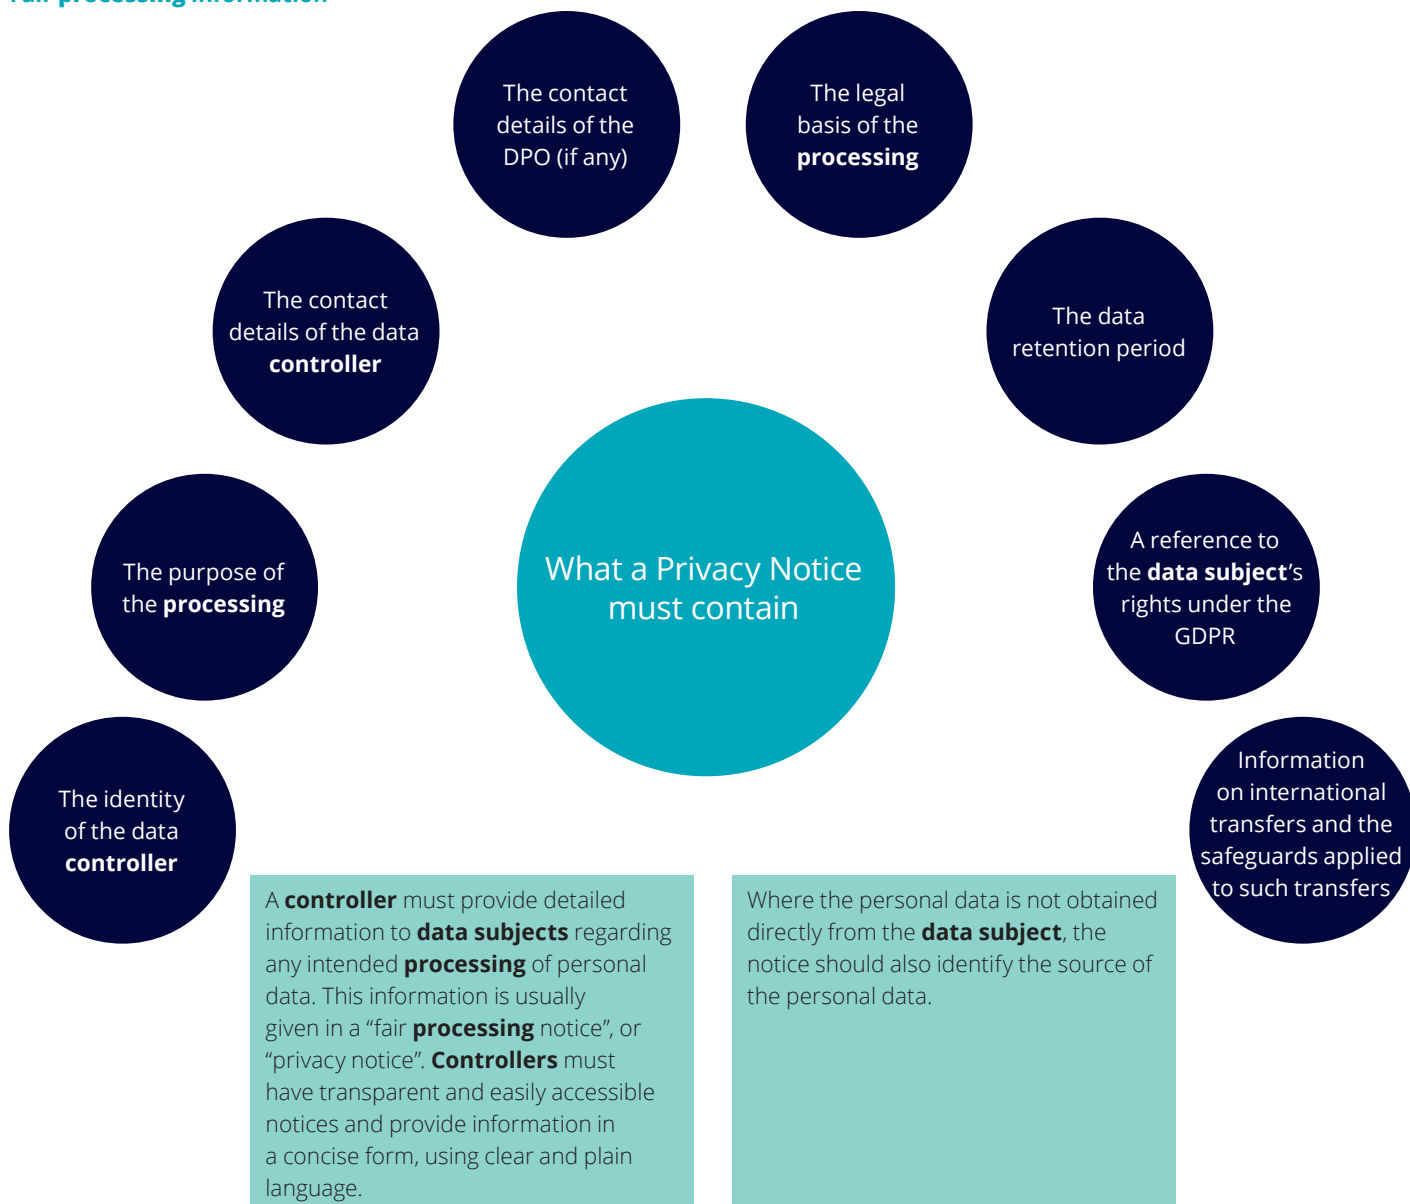 Fair processing information
The contact
details of the
DPO (if any)
The legal
basis of the
processing
The contact
details of the data
controller
The data
retention period
What a Privacy Notice
must contain
The purpose of
the processing
A reference to
the data subject’s
rights under the
GDPR
The identity
of the data
controller
Information
on international
transfers and the
safeguards applied
to such transfers
A controller must provide detailed
information to data subjects regarding
any intended processing of personal
data. This information is usually
given in a “fair processing notice”, or
“privacy notice”. Controllers must
have transparent and easily accessible
notices and provide information in
a concise form, using clear and plain
language.
Where the personal data is not obtained
directly from the data subject, the
notice should also identify the source of
the personal data.